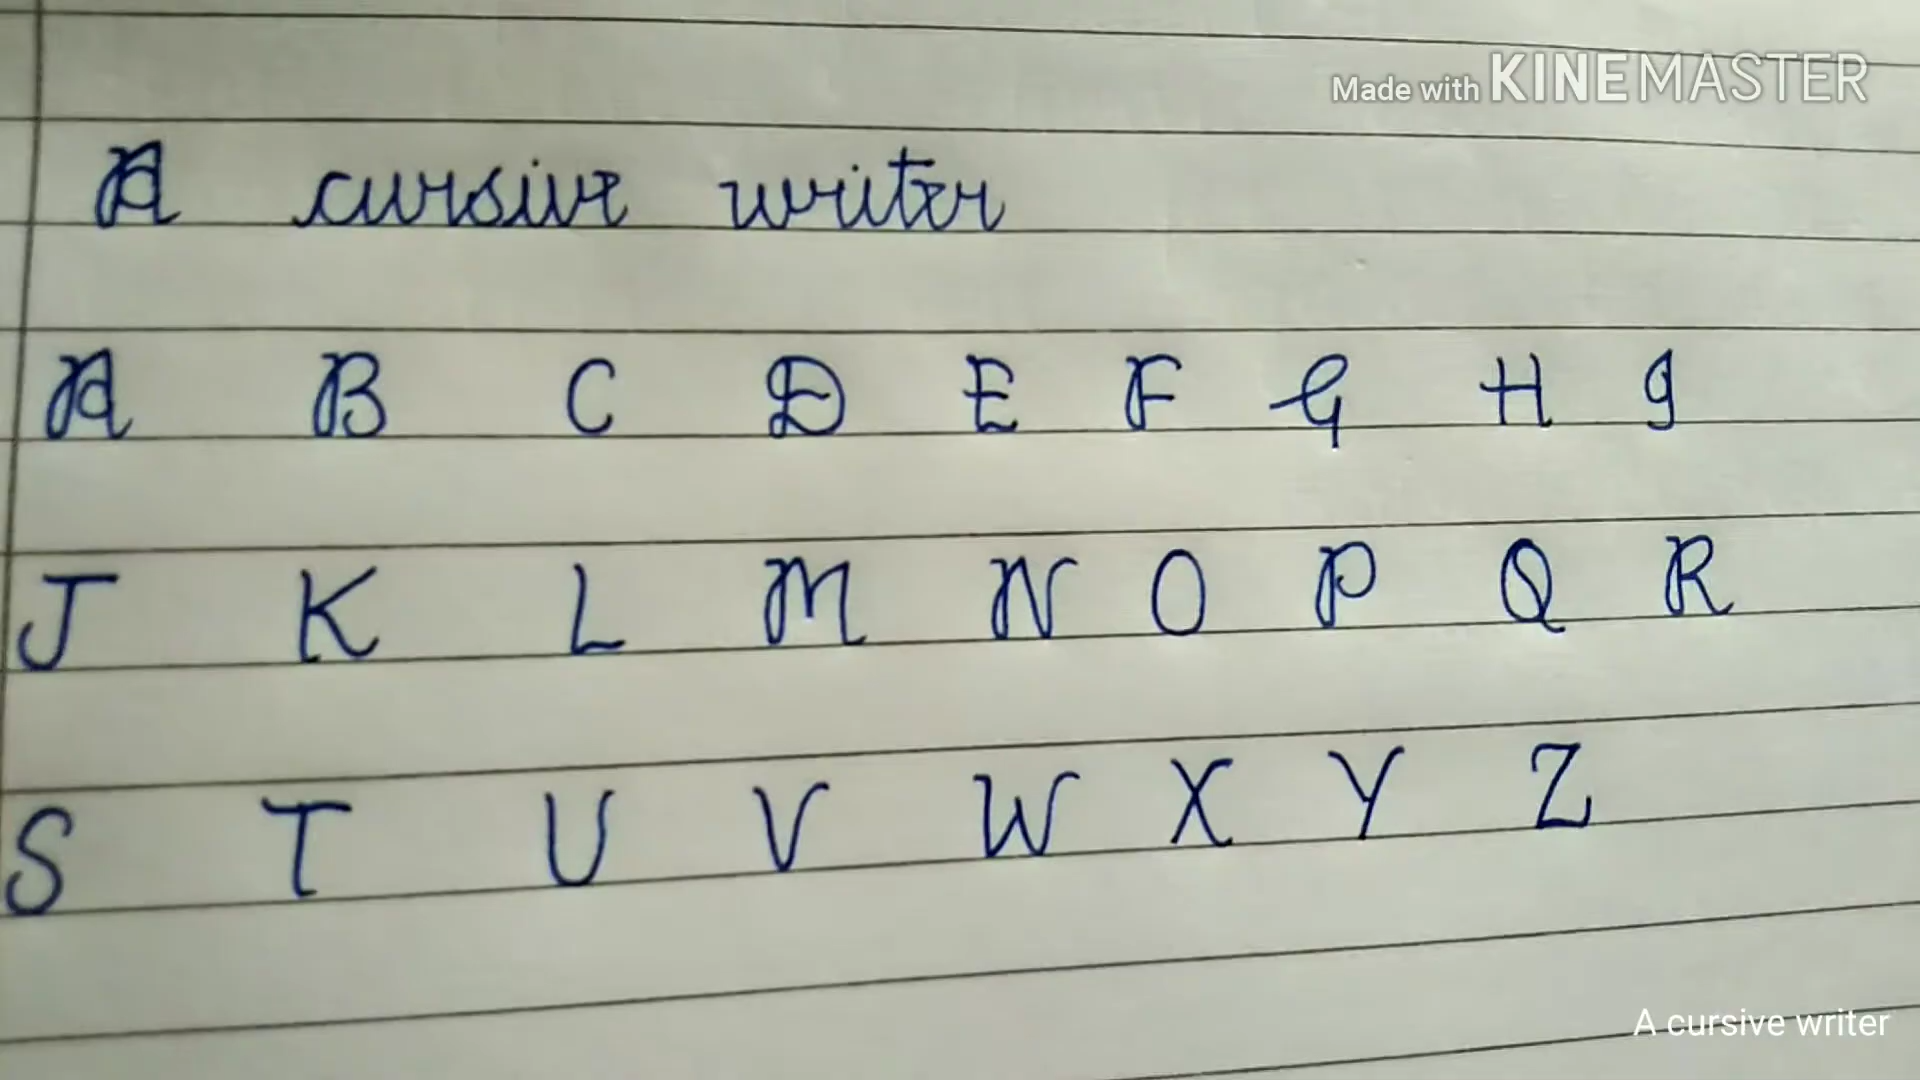 Made with KINEMASTER
A cursive writer
A B C D E F G H I
J K L M N O P Q R
S T U V W X Y Z
A cursive writer